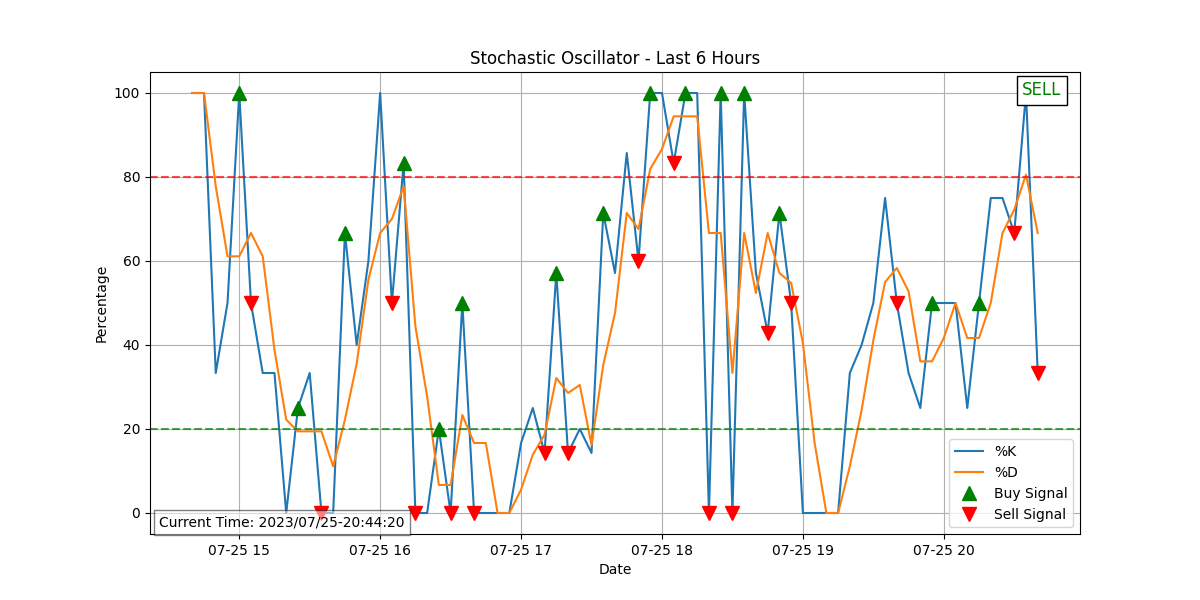 Stochastic Oscillator - Last 6 Hours
SELL
Percentage
100
80
60
40
20
0
%K
%D
Buy Signal
Sell Signal
Current Time: 2023/07/25-20:44:20
07-25 15 07-25 16 07-25 17 07-25 18 07-25 19 07-25 20
Date